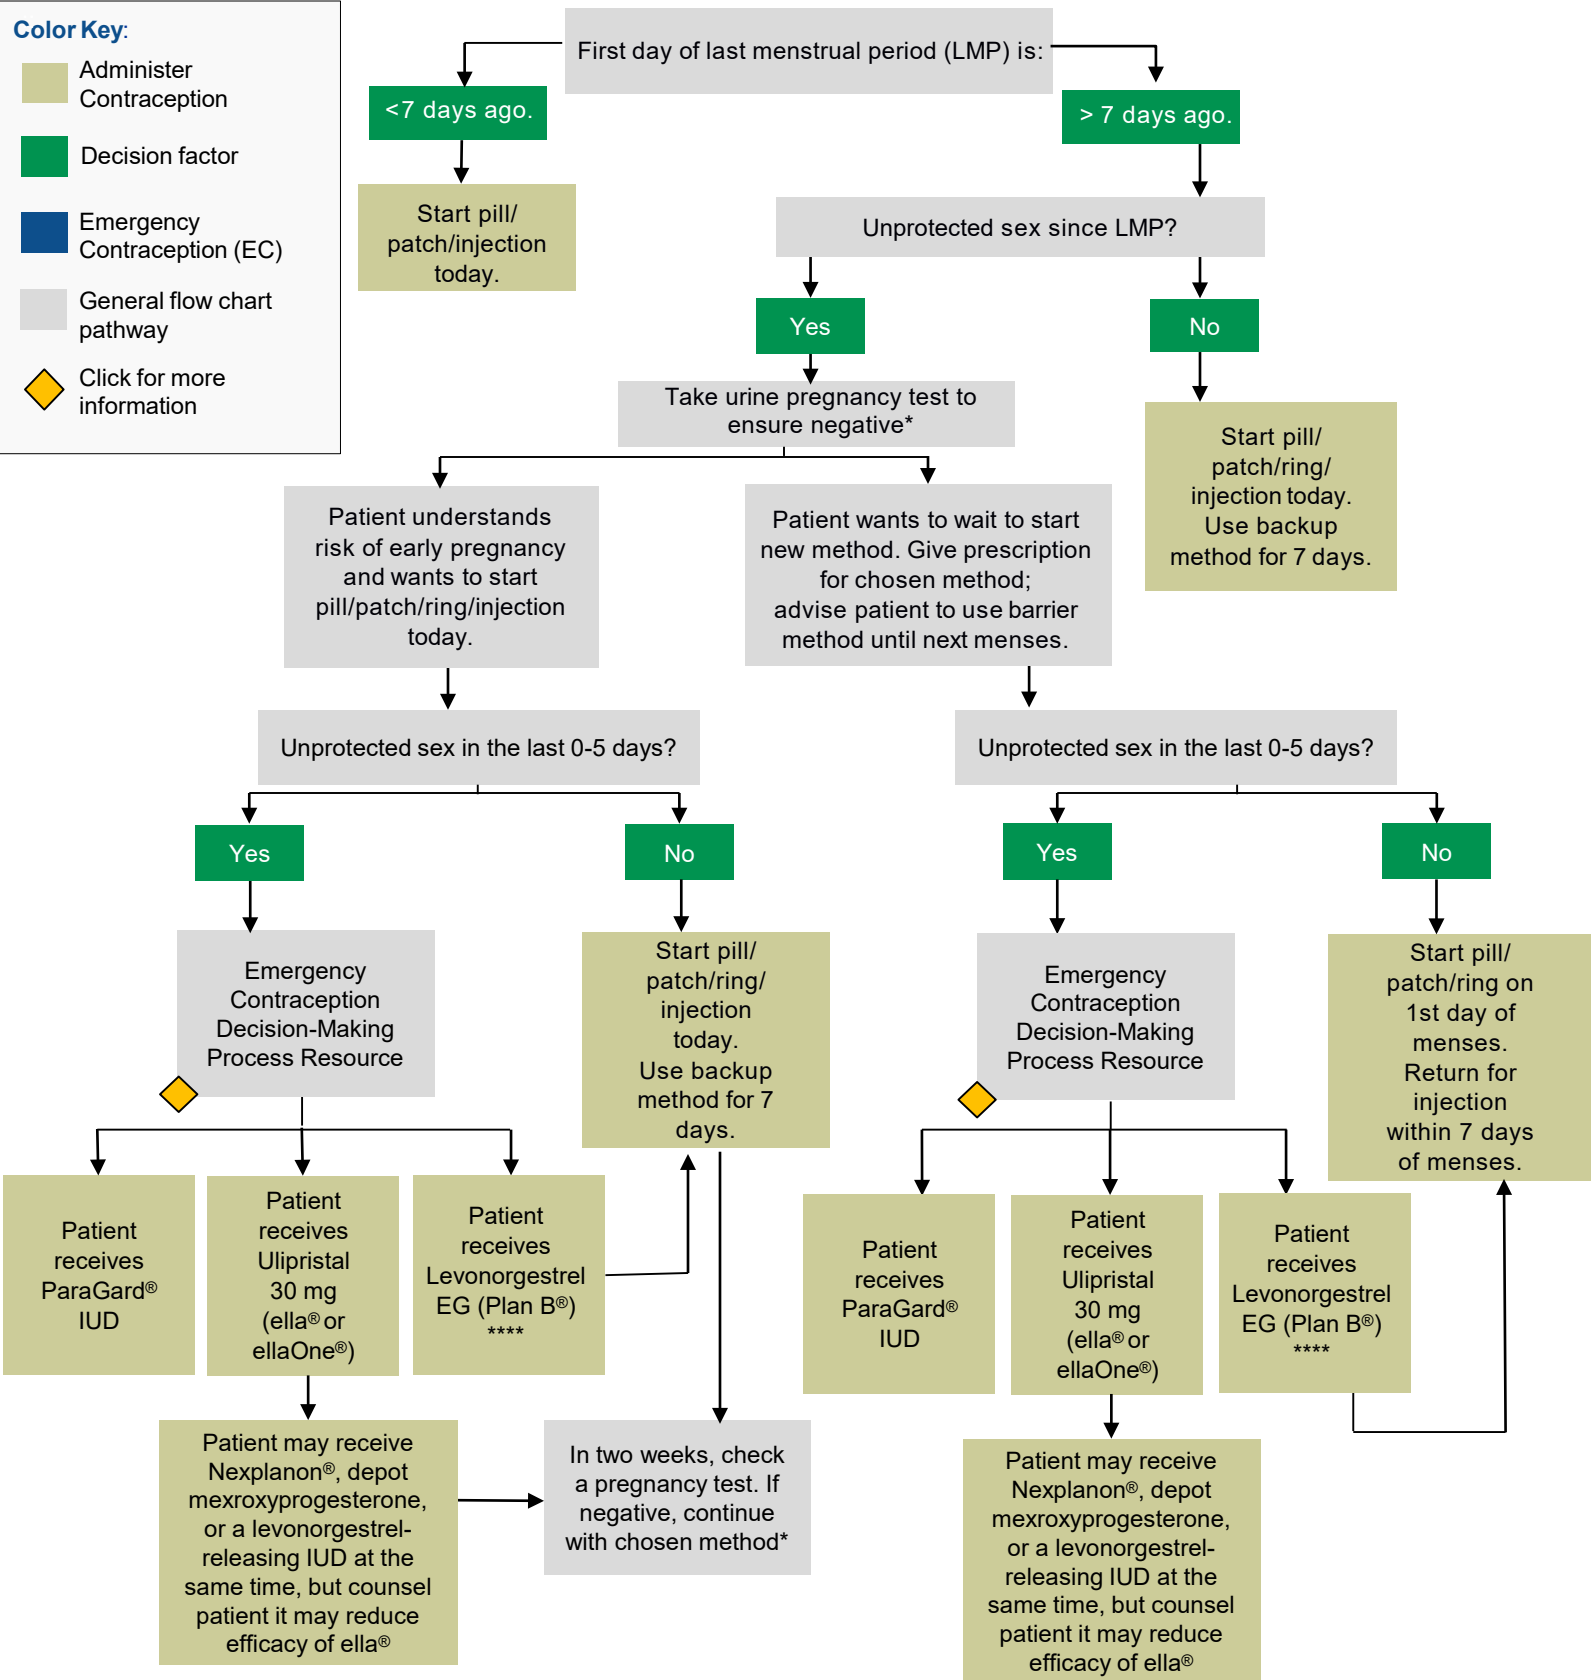 Color Key:
Administer
Contraception
Decision factor
Emergency
Contraception (EC)
General flow chart
pathway
Click for more
information
First day of last menstrual period (LMP) is:
<7 days ago.
> 7 days ago.
Start pill/
patch/injection
today.
Unprotected sex since LMP?
Yes
No
Take urine pregnancy test to
ensure negative*
Start pill/
patch/ring/
injection today.
Use backup
method for 7 days.
Patient understands
risk of early pregnancy
and wants to start
pill/patch/ring/injection
today.
Patient wants to wait to start
new method. Give prescription
for chosen method;
advise patient to use barrier
method until next menses.
Unprotected sex in the last 0-5 days?
Unprotected sex in the last 0-5 days?
Yes
No
Yes
No
Emergency
Contraception
Decision-Making
Process Resource
Start pill/
patch/ring/
injection
today.
Use backup
method for 7
days.
Emergency
Contraception
Decision-Making
Process Resource
Start pill/
patch/ring on
1st day of
menses.
Return for
injection
within 7 days
of menses.
Patient
receives
ParaGard®
IUD
Patient
receives
Ulipristal
30 mg
(ella® or
ellaOne®)
Patient
receives
Levonorgestrel
EG (Plan B®)
****
Patient
receives
ParaGard®
IUD
Patient
receives
Ulipristal
30 mg
(ella® or
ellaOne®)
Patient
receives
Levonorgestrel
EG (Plan B®)
****
Patient may receive
Nexplanon®, depot
mexroxyprogesterone,
or a levonorgestrel-
releasing IUD at the
same time, but counsel
patient it may reduce
efficacy of ella®
In two weeks, check
a pregnancy test. If
negative, continue
with chosen method*
Patient may receive
Nexplanon®, depot
mexroxyprogesterone,
or a levonorgestrel-
releasing IUD at the
same time, but counsel
patient it may reduce
efficacy of ella®